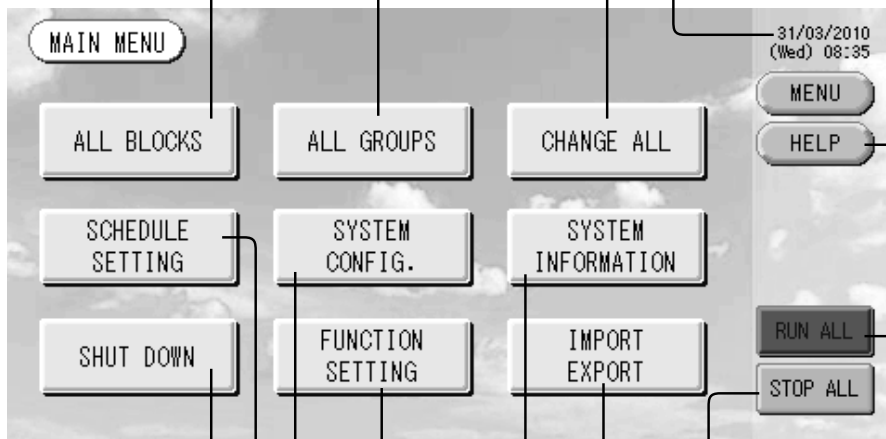 MAIN MENU
31/03/2010
(Wed) 08:35
MENU
HELP
ALL BLOCKS
ALL GROUPS
CHANGE ALL
SCHEDULE
SETTING
SYSTEM
CONFIG.
SYSTEM
INFORMATION
SHUT DOWN
FUNCTION
SETTING
IMPORT
EXPORT
RUN ALL
STOP ALL